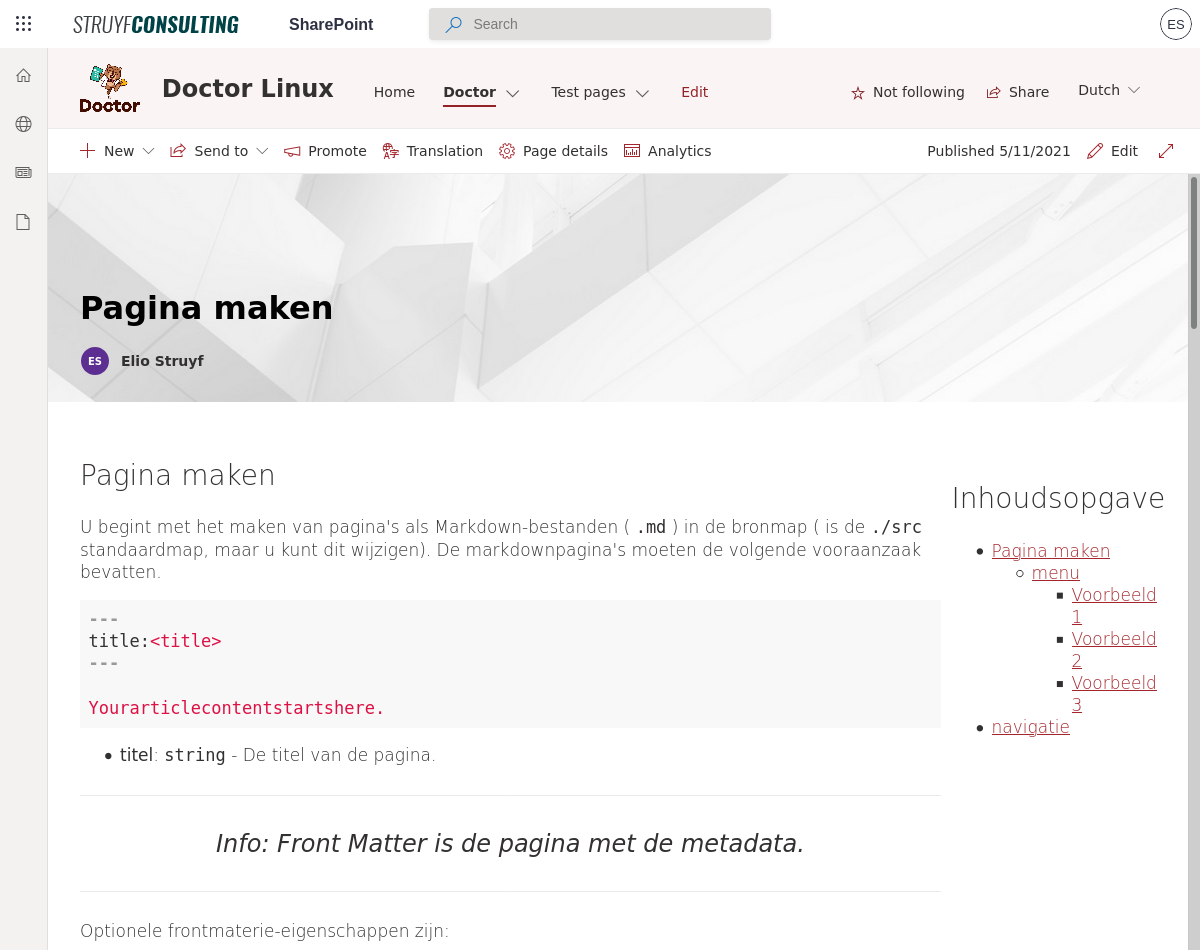 STRUYFCONSULTING SharePoint Search ES
Doctor Doctor Linux Home Doctor Test pages Edit Not following Share Dutch
New Send to Promote Translation Page details Analytics Published 5/11/2021 Edit
Pagina maken
ES Elio Struyf
Pagina maken
U begint met het maken van pagina's als Markdown-bestanden ( .md ) in de bronmap ( is de ./src
standaardmap, maar u kunt dit wijzigen). De markdownpagina's moeten de volgende vooraanzaak
bevatten.
---
title:<title>
---
Yourarticlecontentstartshere.
• titel: string - De titel van de pagina.
Info: Front Matter is de pagina met de metadata.
Optionele frontmaterie-eigenschappen zijn:
Inhoudsopgave
• Pagina maken
○ menu
▪ Voorbeeld
1
▪ Voorbeeld
2
▪ Voorbeeld
3
• navigatie